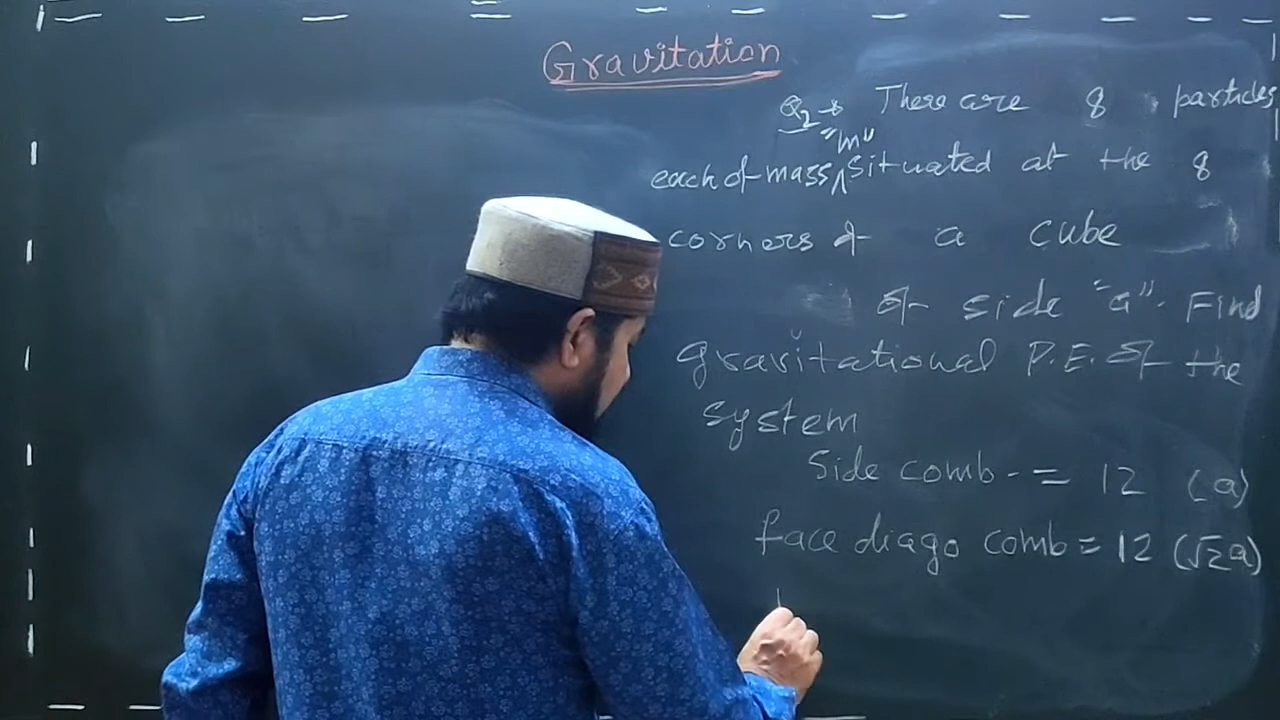 Gravitation
Q2 → There are 8 particles
"m"
each of mass ∧ situated at the 8
corners of a cube
of side "a". Find
gravitational P.E. of the
system
Side comb. = 12 (a)
face diago comb = 12 (√2a)